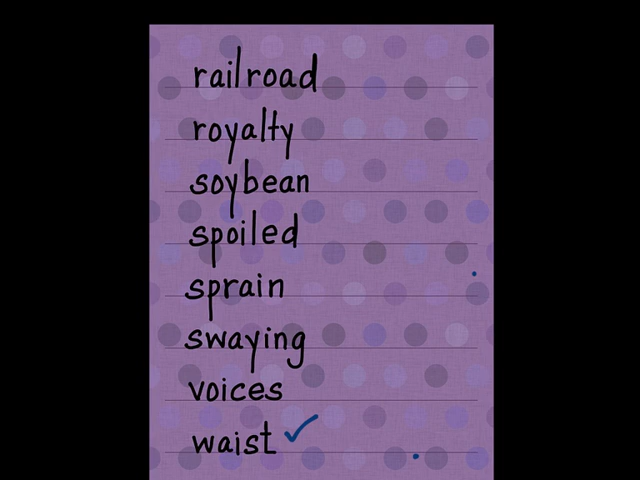 railroad
royalty
soybean
spoiled
sprain
swaying
voices
waist ✓